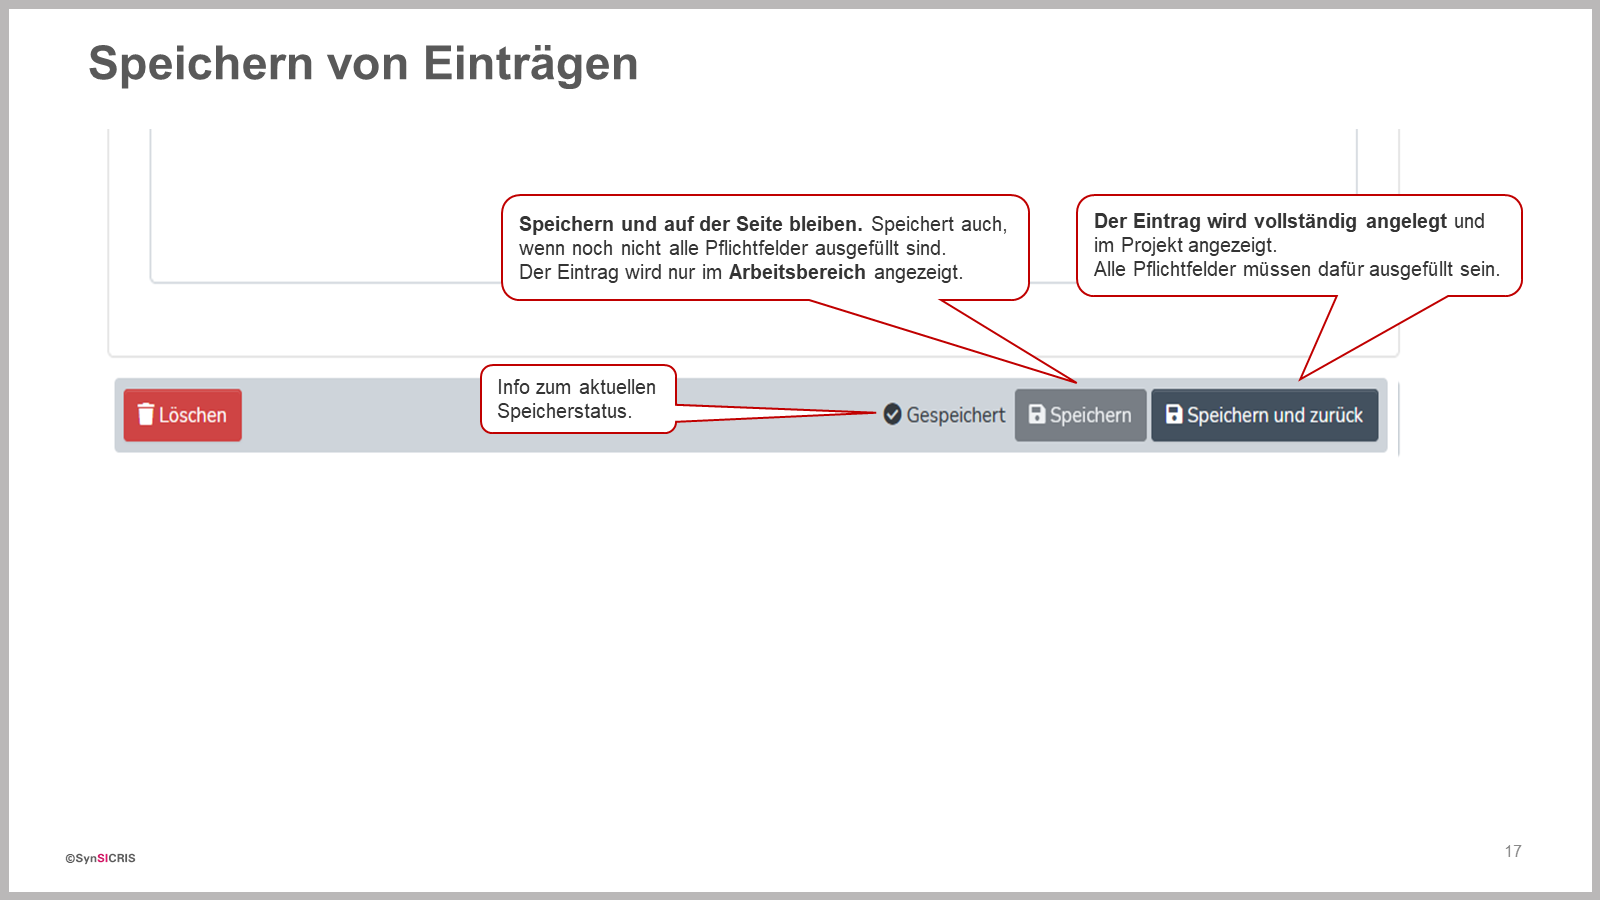 Speichern von Einträgen
Speichern und auf der Seite bleiben. Speichert auch,
wenn noch nicht alle Pflichtfelder ausgefüllt sind.
Der Eintrag wird nur im Arbeitsbereich angezeigt.
Der Eintrag wird vollständig angelegt und
im Projekt angezeigt.
Alle Pflichtfelder müssen dafür ausgefüllt sein.
Info zum aktuellen
Speicherstatus.
Löschen
Gespeichert
Speichern
Speichern und zurück
©SynSICRIS
17